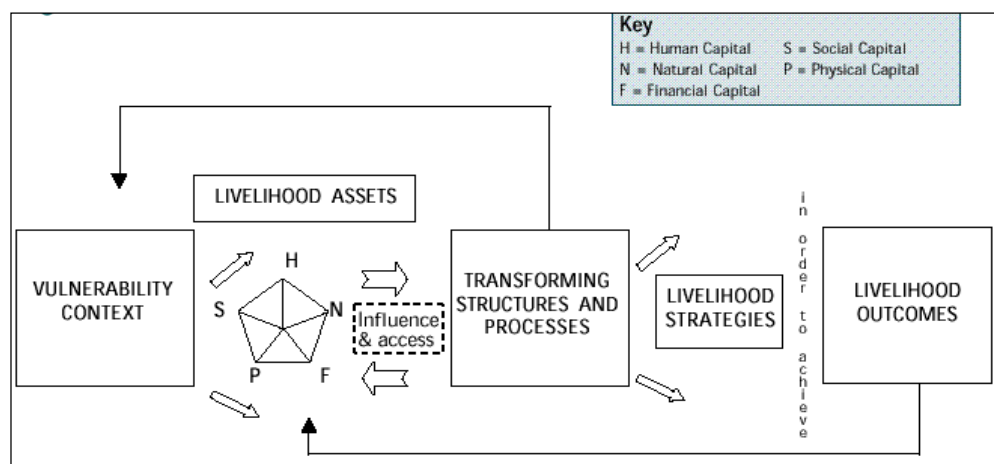 Key
H = Human Capital S = Social Capital
N = Natural Capital P = Physical Capital
F = Financial Capital
LIVELIHOOD ASSETS
VULNERABILITY
CONTEXT
H
S
N
P
F
Influence
& access
TRANSFORMING
STRUCTURES AND
PROCESSES
LIVELIHOOD
STRATEGIES
in order to achieve
LIVELIHOOD
OUTCOMES